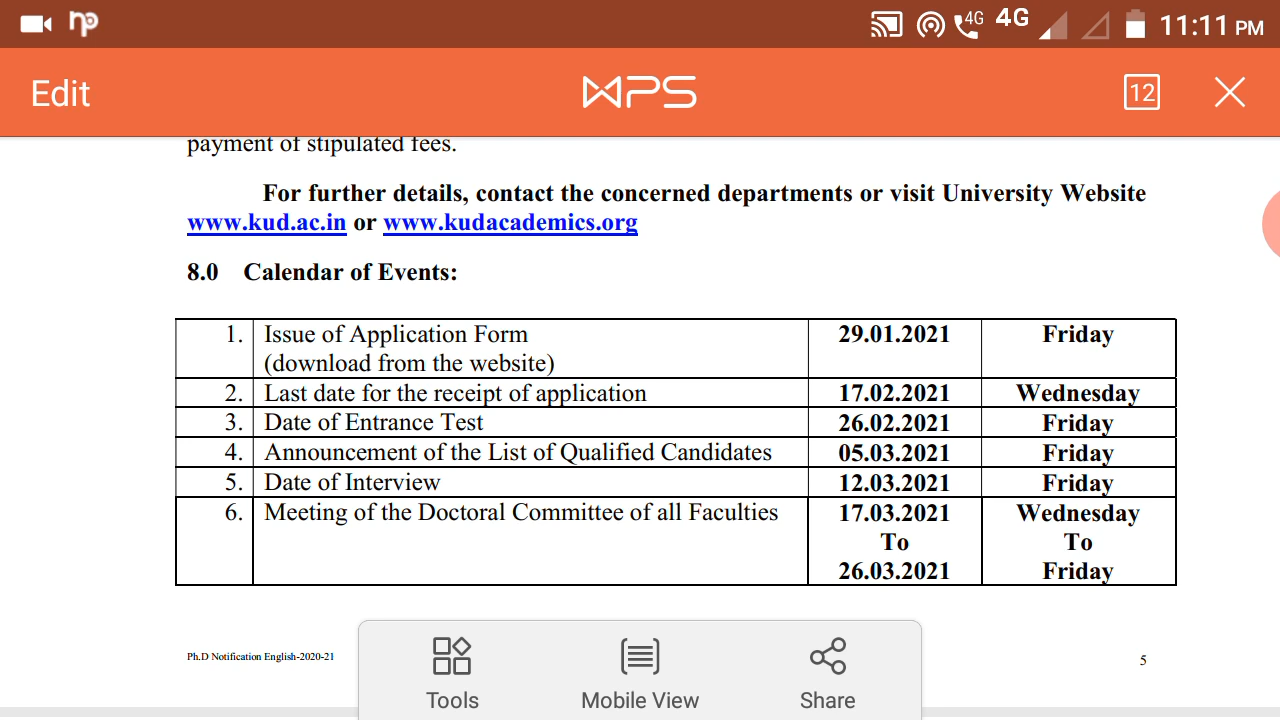 np 4G 4G 11:11 PM
Edit WPS 12
payment of stipulated fees.
For further details, contact the concerned departments or visit University Website
www.kud.ac.in or www.kudacademics.org
8.0 Calendar of Events:
1. Issue of Application Form 29.01.2021 Friday
(download from the website)
2. Last date for the receipt of application 17.02.2021 Wednesday
3. Date of Entrance Test 26.02.2021 Friday
4. Announcement of the List of Qualified Candidates 05.03.2021 Friday
5. Date of Interview 12.03.2021 Friday
6. Meeting of the Doctoral Committee of all Faculties 17.03.2021 Wednesday
To To
26.03.2021 Friday
Ph.D Notification English-2020-21 5
Tools Mobile View Share